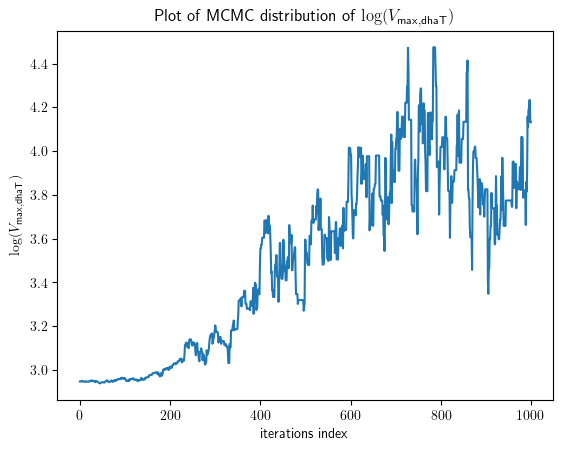 Plot of MCMC distribution of log(V_max,dhaT)
log(V_max,dhaT)
4.4
4.2
4.0
3.8
3.6
3.4
3.2
3.0
0 200 400 600 800 1000
iterations index